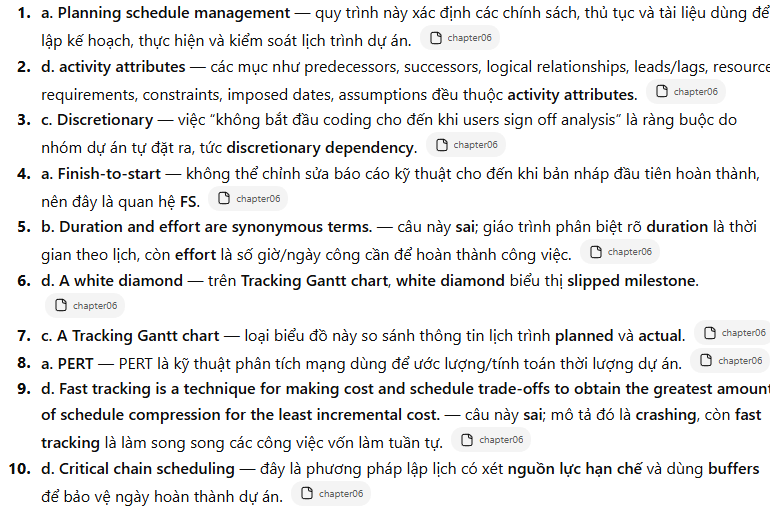 1. a. Planning schedule management — quy trình này xác định các chính sách, thủ tục và tài liệu dùng để
lập kế hoạch, thực hiện và kiểm soát lịch trình dự án. chapter06
2. d. activity attributes — các mục như predecessors, successors, logical relationships, leads/lags, resource
requirements, constraints, imposed dates, assumptions đều thuộc activity attributes. chapter06
3. c. Discretionary — việc “không bắt đầu coding cho đến khi users sign off analysis” là ràng buộc do
nhóm dự án tự đặt ra, tức discretionary dependency. chapter06
4. a. Finish-to-start — không thể chỉnh sửa báo cáo kỹ thuật cho đến khi bản nháp đầu tiên hoàn thành,
nên đây là quan hệ FS. chapter06
5. b. Duration and effort are synonymous terms. — câu này sai; giáo trình phân biệt rõ duration là thời
gian theo lịch, còn effort là số giờ/ngày công cần để hoàn thành công việc. chapter06
6. d. A white diamond — trên Tracking Gantt chart, white diamond biểu thị slipped milestone.
chapter06
7. c. A Tracking Gantt chart — loại biểu đồ này so sánh thông tin lịch trình planned và actual. chapter06
8. a. PERT — PERT là kỹ thuật phân tích mạng dùng để ước lượng/tính toán thời lượng dự án. chapter06
9. d. Fast tracking is a technique for making cost and schedule trade-offs to obtain the greatest amount
of schedule compression for the least incremental cost. — câu này sai; mô tả đó là crashing, còn fast
tracking là làm song song các công việc vốn làm tuần tự. chapter06
10. d. Critical chain scheduling — đây là phương pháp lập lịch có xét nguồn lực hạn chế và dùng buffers
để bảo vệ ngày hoàn thành dự án. chapter06